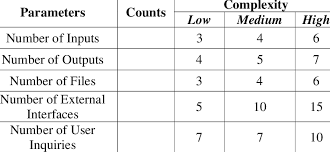 Parameters Counts Complexity
Low Medium High
Number of Inputs 3 4 6
Number of Outputs 4 5 7
Number of Files 3 4 6
Number of External
Interfaces 5 10 15
Number of User
Inquiries 7 7 10